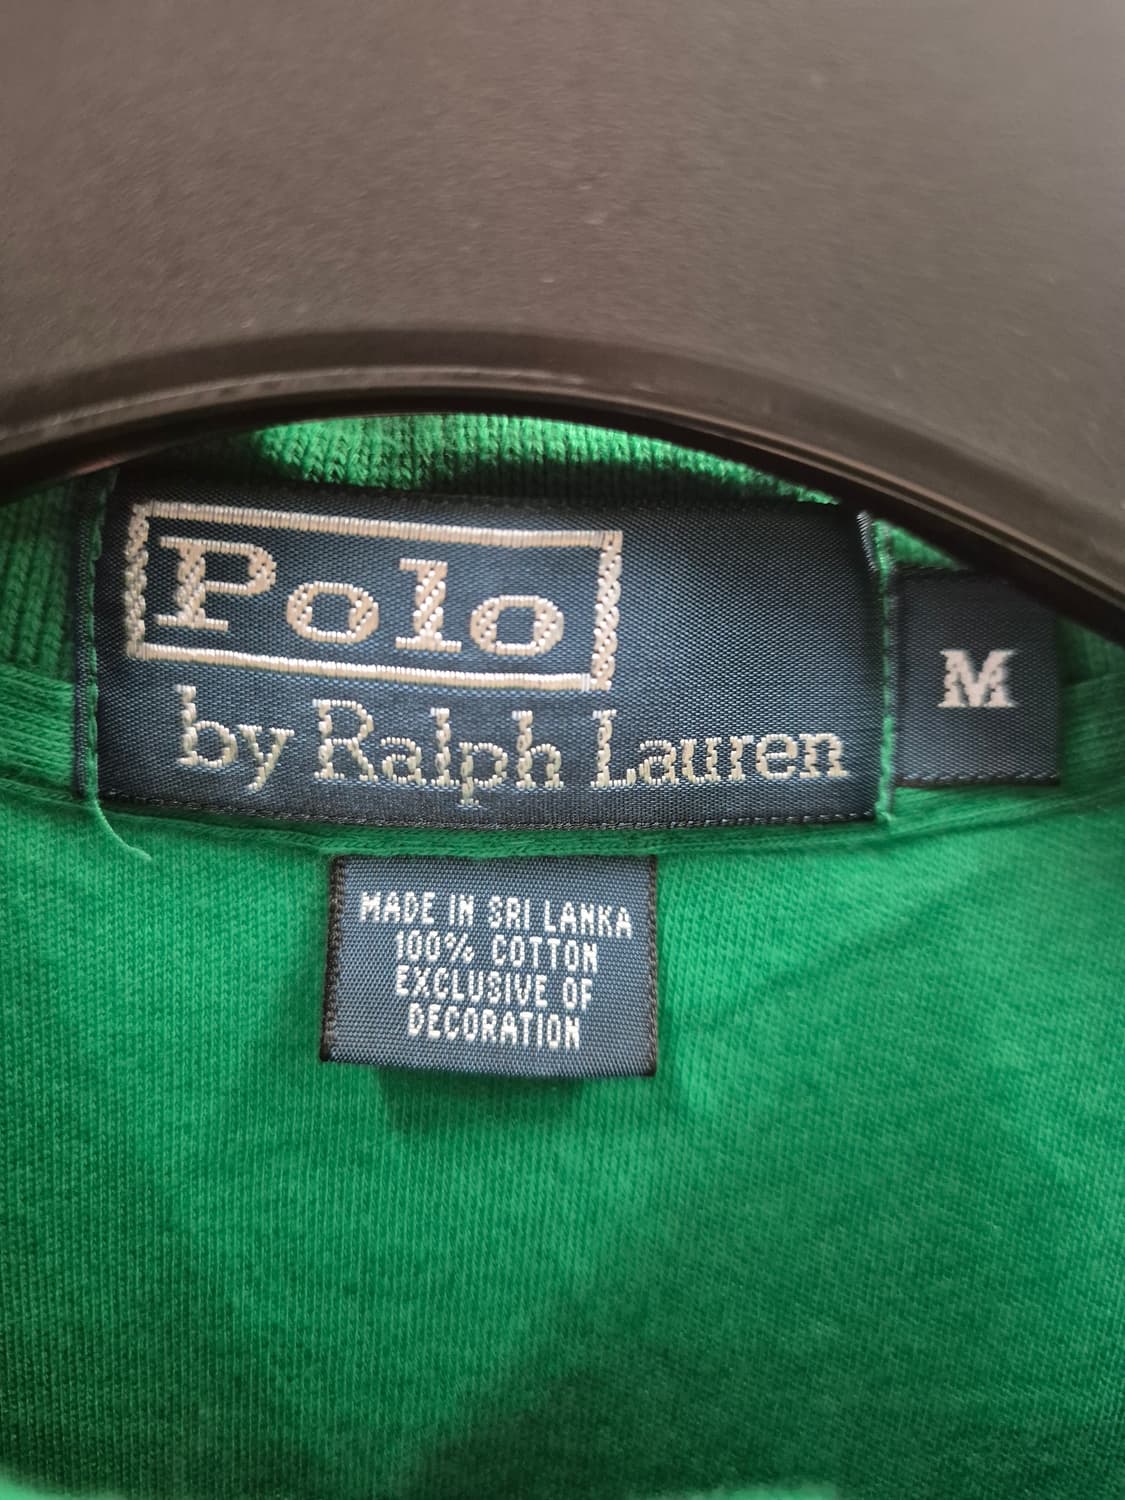 Polo
by Ralph Lauren
M
MADE IN SRI LANKA
100% COTTON
EXCLUSIVE OF
DECORATION